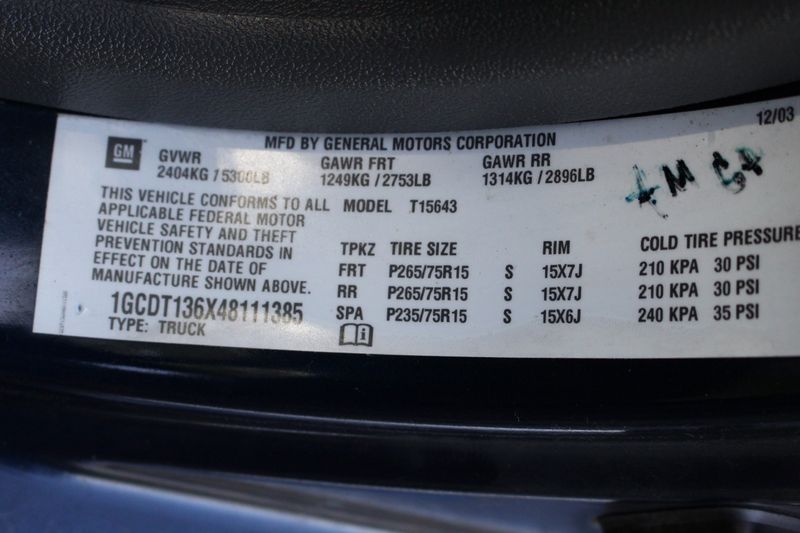 12/03
MFD BY GENERAL MOTORS CORPORATION
GM
GVWR GAWR FRT GAWR RR
2404KG / 5300LB 1249KG / 2753LB 1314KG / 2896LB
THIS VEHICLE CONFORMS TO ALL
APPLICABLE FEDERAL MOTOR
VEHICLE SAFETY AND THEFT
PREVENTION STANDARDS IN
EFFECT ON THE DATE OF
MANUFACTURE SHOWN ABOVE.
1GCDT136X48111385
TYPE: TRUCK
MODEL T15643
TPKZ TIRE SIZE RIM COLD TIRE PRESSURE
FRT P265/75R15 S 15X7J 210 KPA 30 PSI
RR P265/75R15 S 15X7J 210 KPA 30 PSI
SPA P235/75R15 S 15X6J 240 KPA 35 PSI